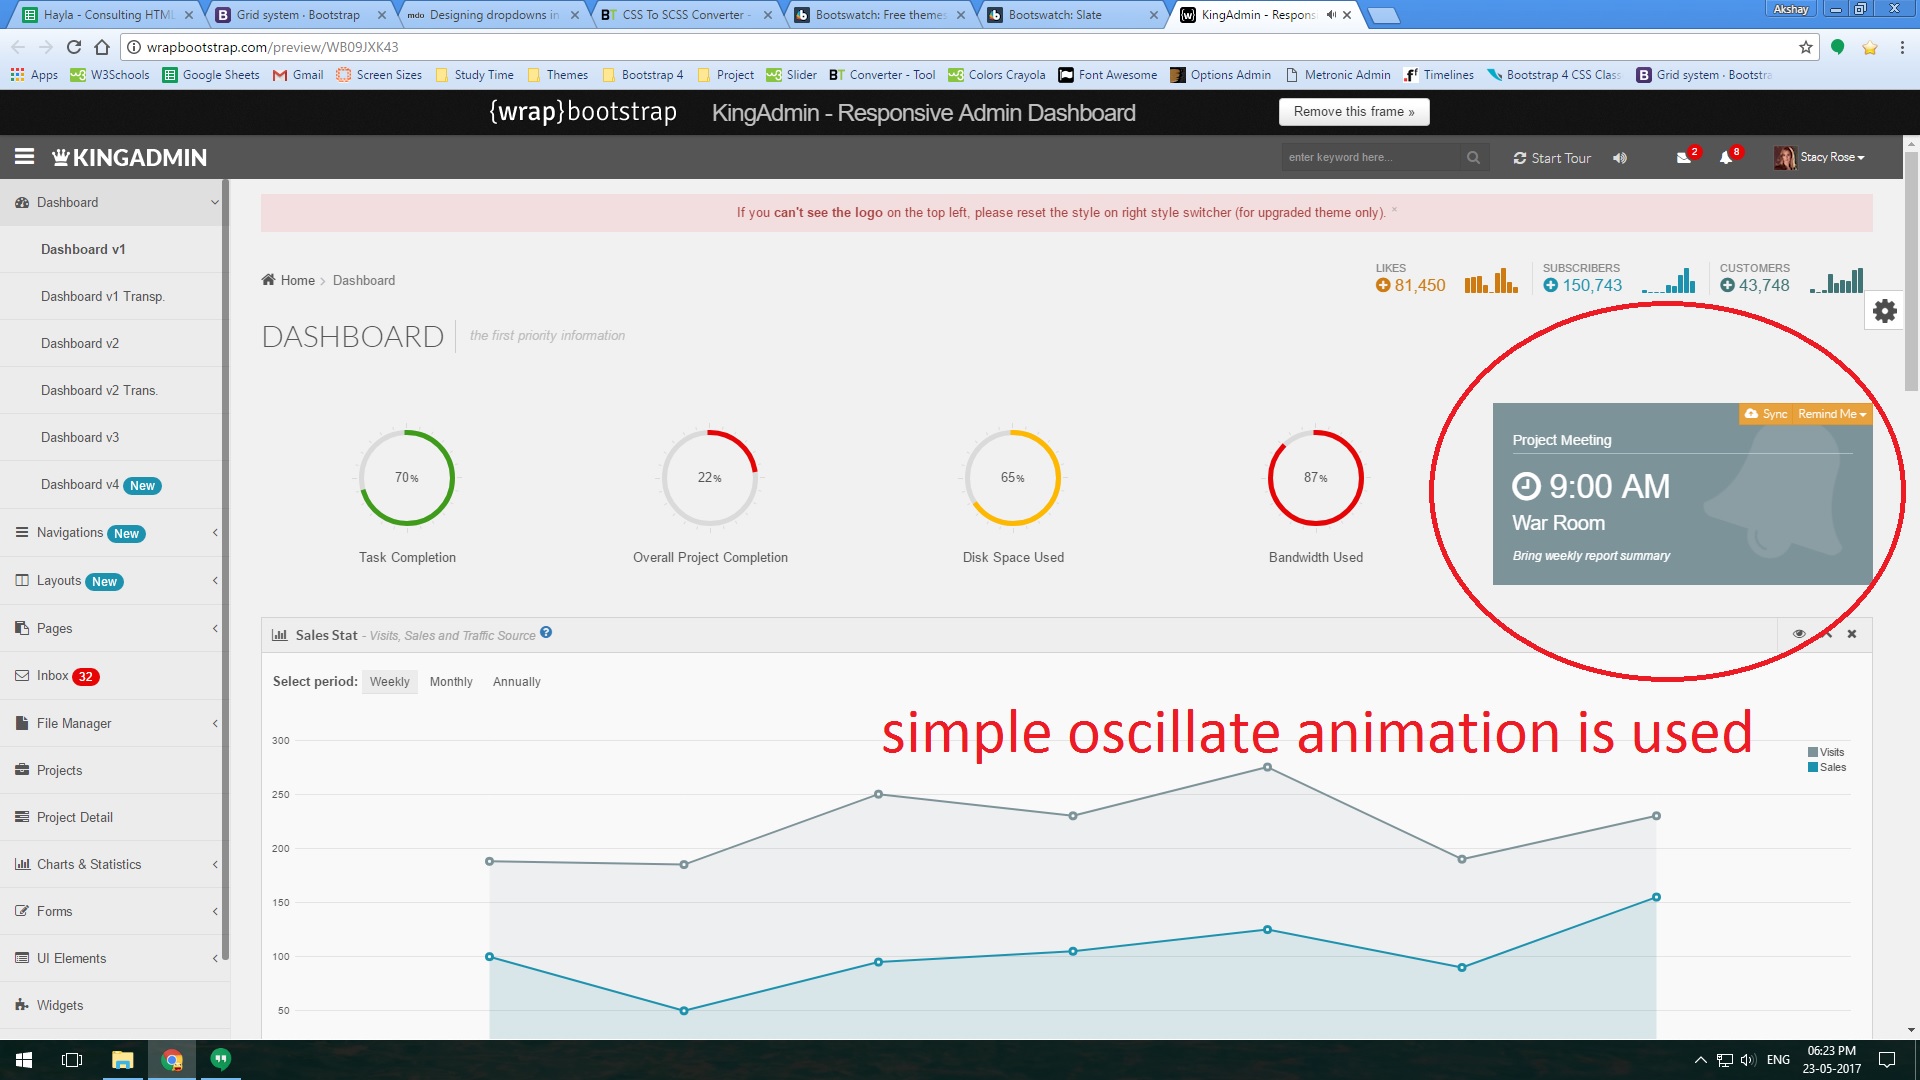 Hayla - Consulting HTML
Grid system · Bootstrap
mdo Designing dropdowns in
BT CSS To SCSS Converter -
Bootswatch: Free themes
Bootswatch: Slate
KingAdmin - Respons
Akshay
wrapbootstrap.com/preview/WB09JXK43
Apps W3Schools Google Sheets Gmail Screen Sizes Study Time Themes Bootstrap 4 Project Slider BT Converter - Tool Colors Crayola Font Awesome Options Admin Metronic Admin Timelines Bootstrap 4 CSS Clas B Grid system · Bootstra
{wrap}bootstrap KingAdmin - Responsive Admin Dashboard Remove this frame »
KINGADMIN enter keyword here... Start Tour 2 8 Stacy Rose
Dashboard
Dashboard v1
Dashboard v1 Transp.
Dashboard v2
Dashboard v2 Trans.
Dashboard v3
Dashboard v4 New
Navigations New
Layouts New
Pages
Inbox 32
File Manager
Projects
Project Detail
Charts & Statistics
Forms
UI Elements
Widgets
If you can't see the logo on the top left, please reset the style on right style switcher (for upgraded theme only). ×
Home > Dashboard
LIKES
81,450
SUBSCRIBERS
150,743
CUSTOMERS
43,748
DASHBOARD the first priority information
70%
Task Completion
22%
Overall Project Completion
65%
Disk Space Used
87%
Bandwidth Used
Sync Remind Me
Project Meeting
9:00 AM
War Room
Bring weekly report summary
Sales Stat - Visits, Sales and Traffic Source ?
Select period: Weekly Monthly Annually
simple oscillate animation is used
Visits
Sales
300
250
200
150
100
50
ENG
06:23 PM
23-05-2017